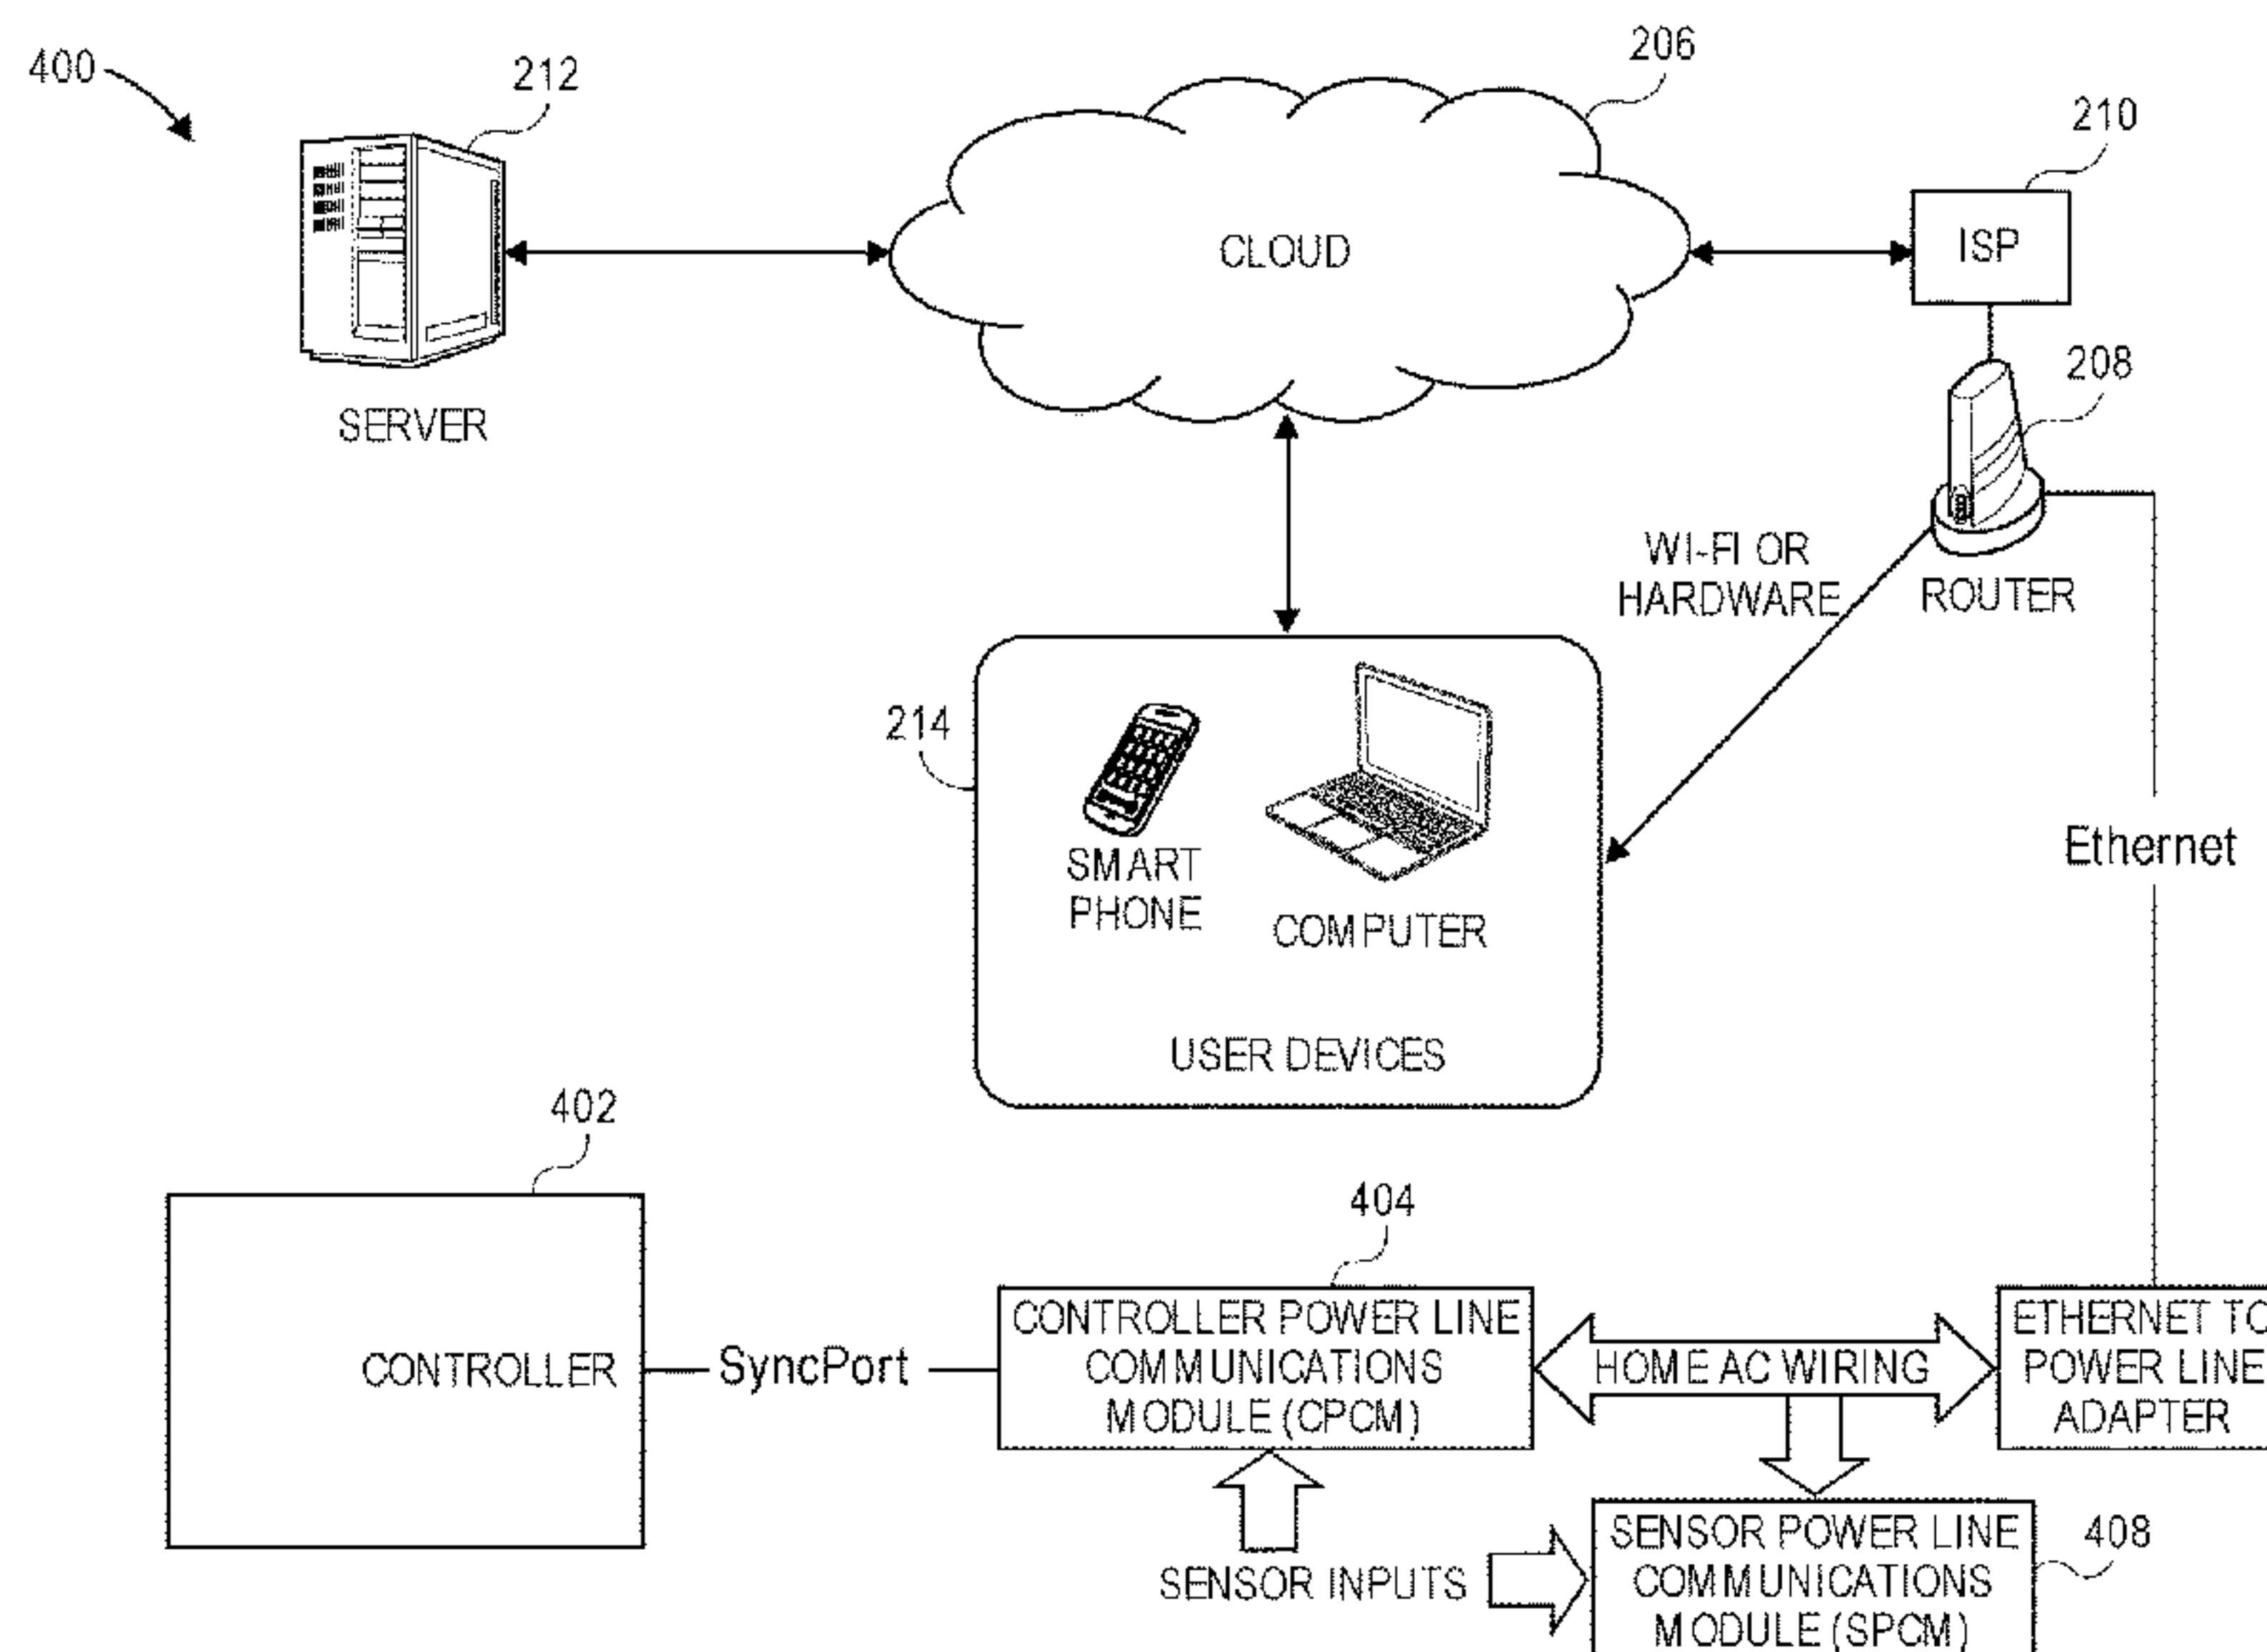 400
212
206
210
CLOUD
ISP
208
SERVER
WI-FI OR
HARDWARE
ROUTER
214
Ethernet
SMART
PHONE
COMPUTER
USER DEVICES
402
404
CONTROLLER
SyncPort
CONTROLLER POWER LINE
COMMUNICATIONS
MODULE (CPCM)
HOME AC WIRING
ETHERNET TO
POWER LINE
ADAPTER
SENSOR INPUTS
SENSOR POWER LINE
COMMUNICATIONS
MODULE (SPCM)
408